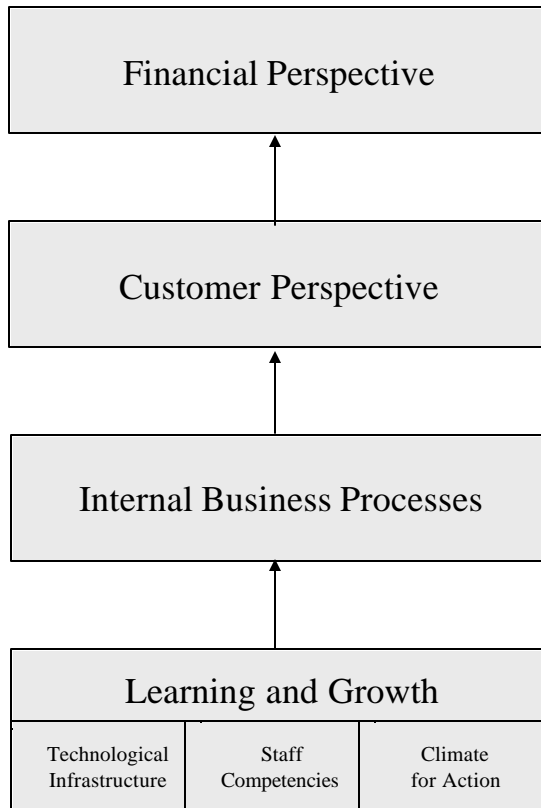 Financial Perspective
Customer Perspective
Internal Business Processes
Learning and Growth
Technological
Infrastructure
Staff
Competencies
Climate
for Action